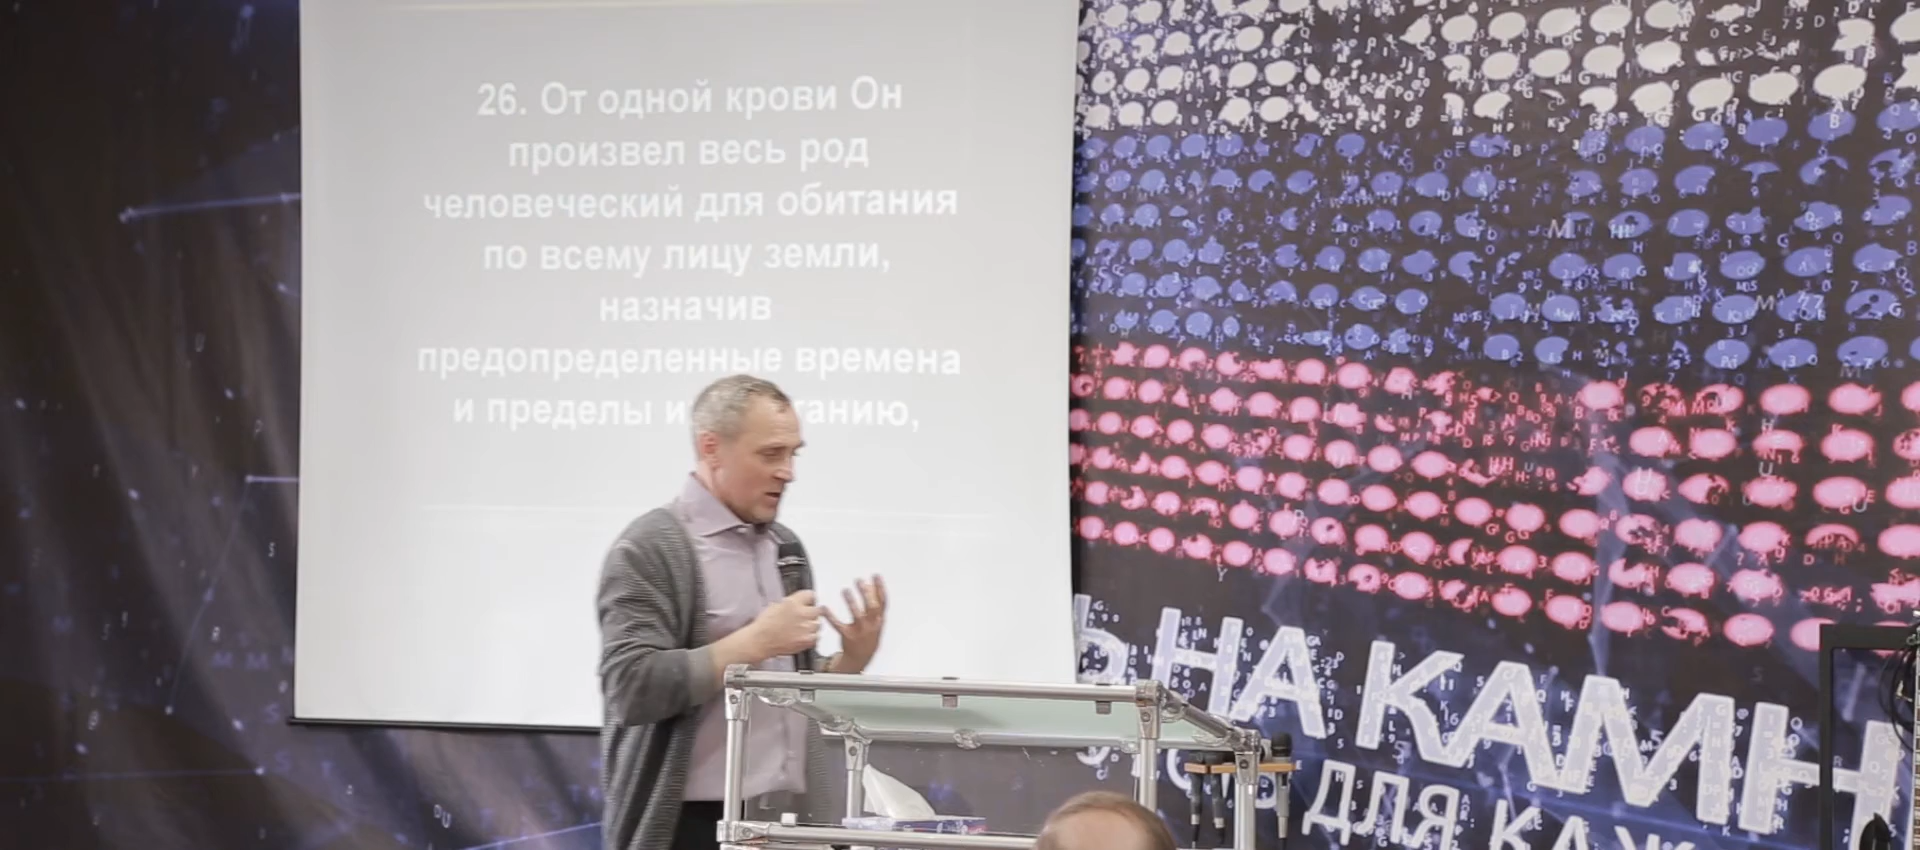 26. От одной крови Он
произвел весь род
человеческий для обитания
по всему лицу земли,
назначив
предопределенные времена
и пределы
Ь НА КАМН
ДЛЯ КАЖ